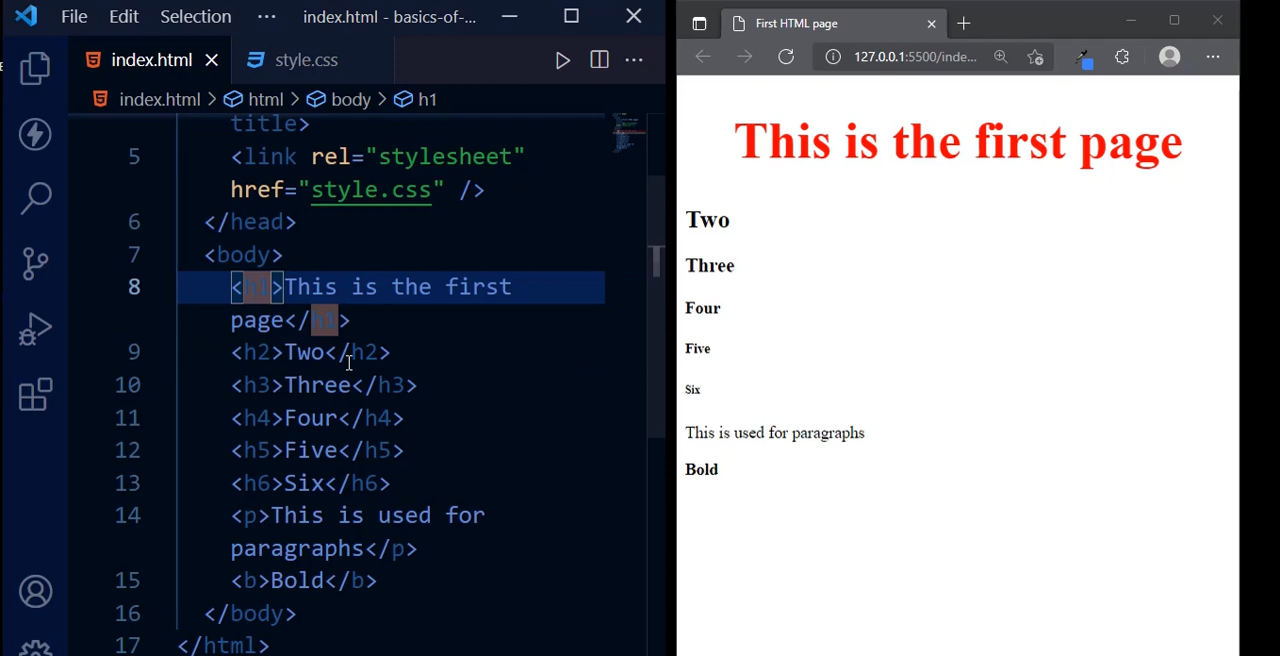 File Edit Selection ··· index.html - basics-of-...
index.html style.css
index.html > html > body > h1
title>
5 <link rel="stylesheet"
href="style.css" />
6 </head>
7 <body>
8 <h1>This is the first
page</h1>
9 <h2>Two</h2>
10 <h3>Three</h3>
11 <h4>Four</h4>
12 <h5>Five</h5>
13 <h6>Six</h6>
14 <p>This is used for
paragraphs</p>
15 <b>Bold</b>
16 </body>
17 </html>
First HTML page
127.0.0.1:5500/inde...
This is the first page
Two
Three
Four
Five
Six
This is used for paragraphs
Bold